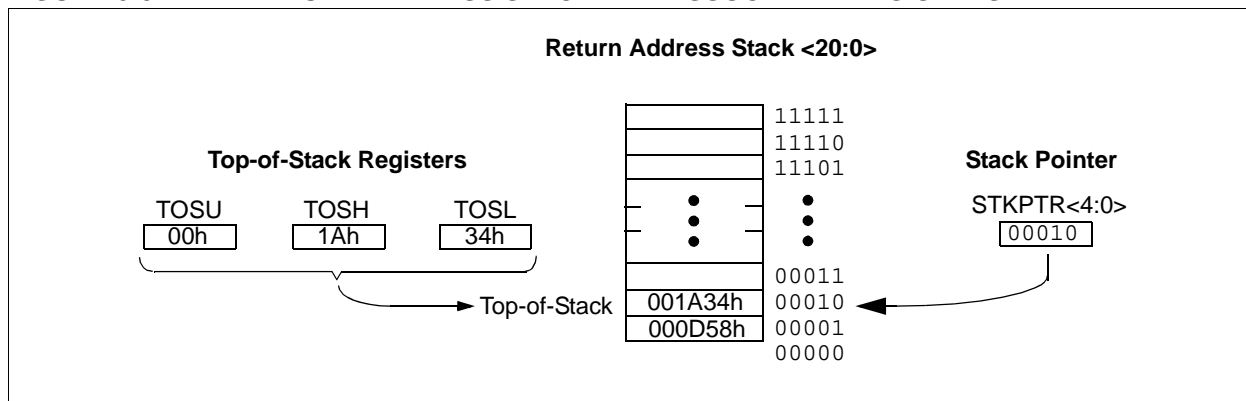 Return Address Stack <20:0>
11111
11110
11101
Top-of-Stack Registers
Stack Pointer
TOSU TOSH TOSL
STKPTR<4:0>
00h 1Ah 34h
00010
00011
Top-of-Stack 001A34h 00010
000D58h 00001
00000